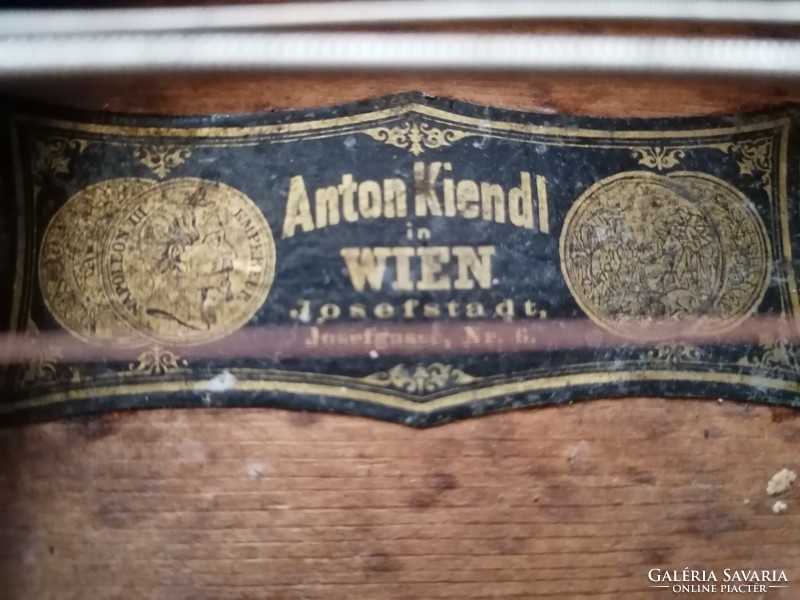 Anton Kiendl
in
WIEN.
Josefstadt,
Josefgasse, Nr. 6.
NAPOLEON III EMPEREUR
GALÉRIA SAVARIA
ONLINE PIACTÉR